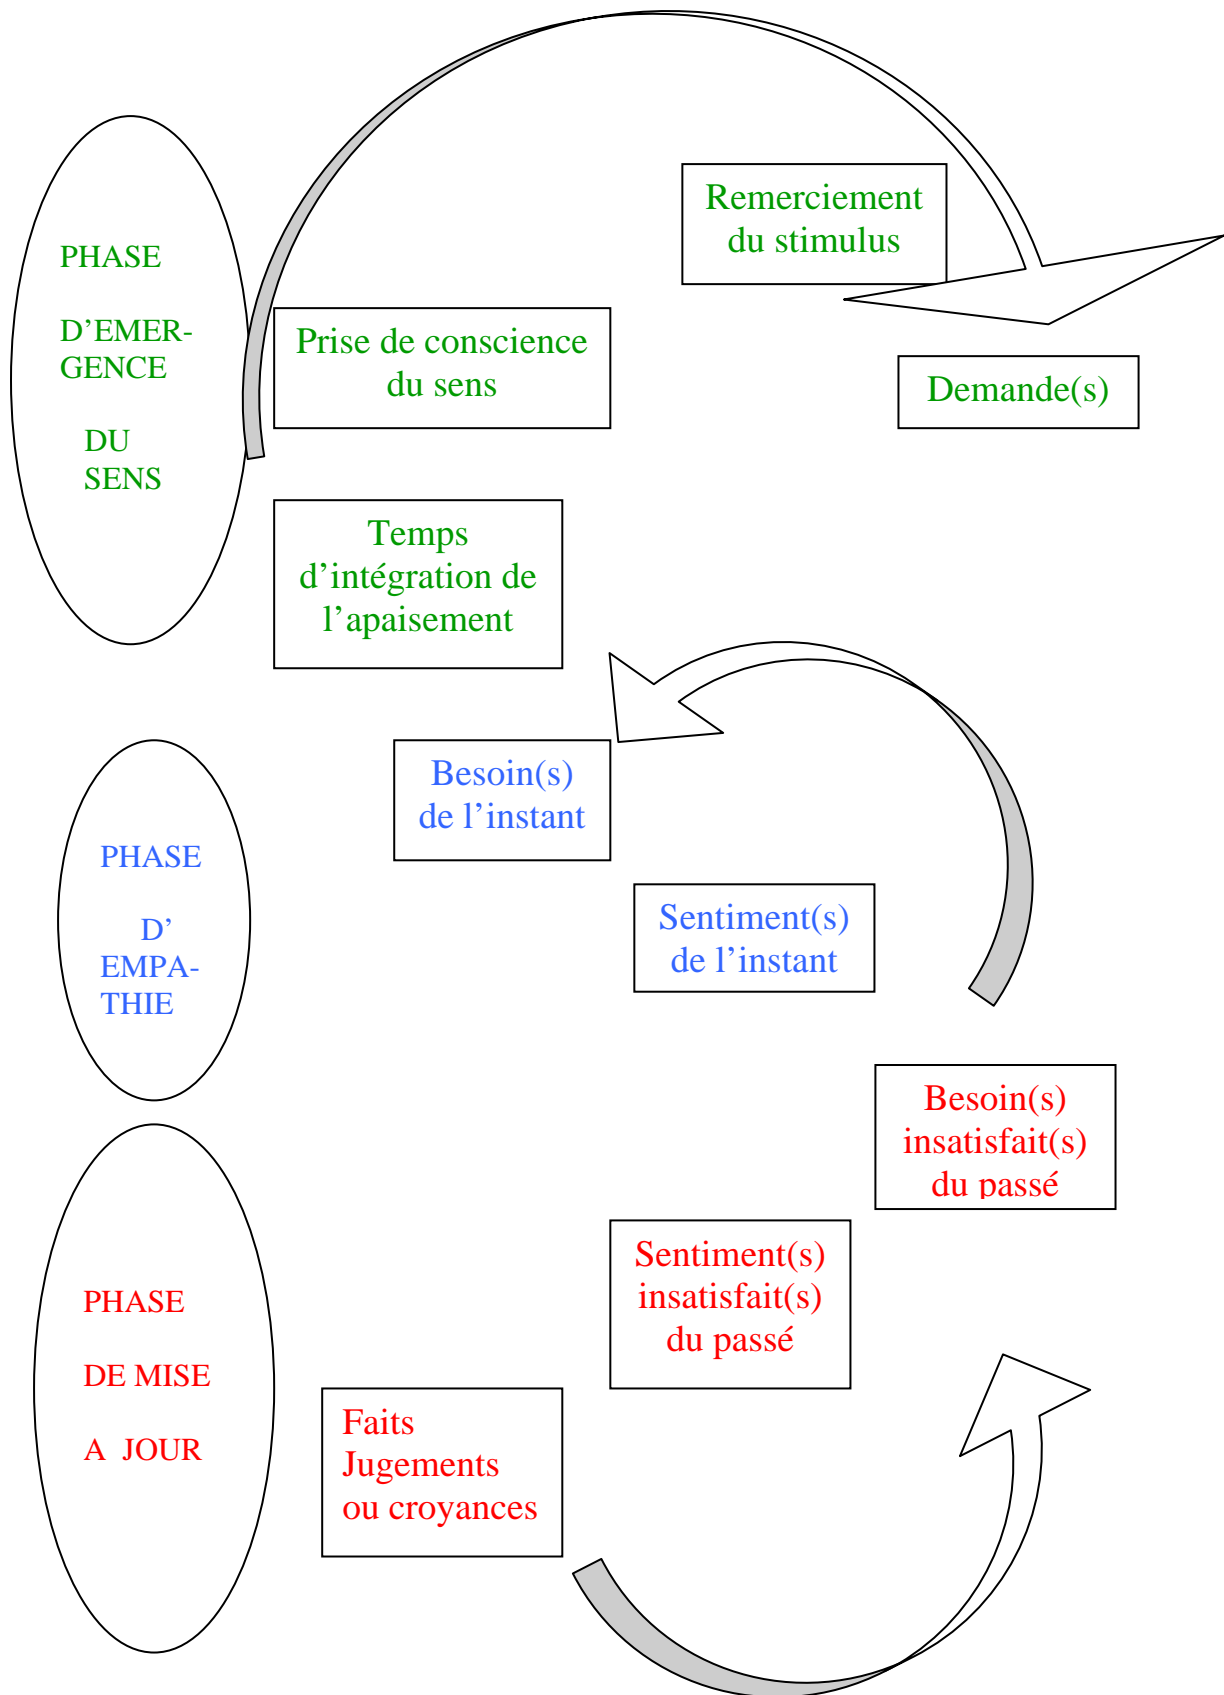 Remerciement
du stimulus
PHASE
D’EMER-
GENCE
DU
SENS
Prise de conscience
du sens
Demande(s)
Temps
d’intégration de
l’apaisement
Besoin(s)
de l’instant
PHASE
D’
EMPA-
THIE
Sentiment(s)
de l’instant
Besoin(s)
insatisfait(s)
du passé
Sentiment(s)
insatisfait(s)
du passé
PHASE
DE MISE
A JOUR
Faits
Jugements
ou croyances